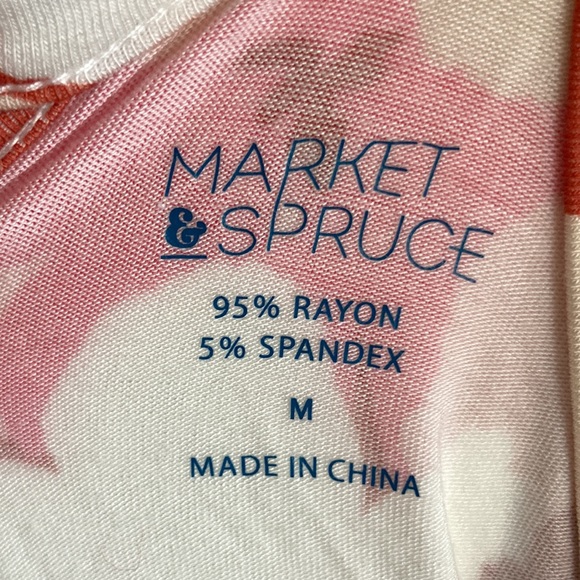 MARKET
& SPRUCE
95% RAYON
5% SPANDEX
M
MADE IN CHINA